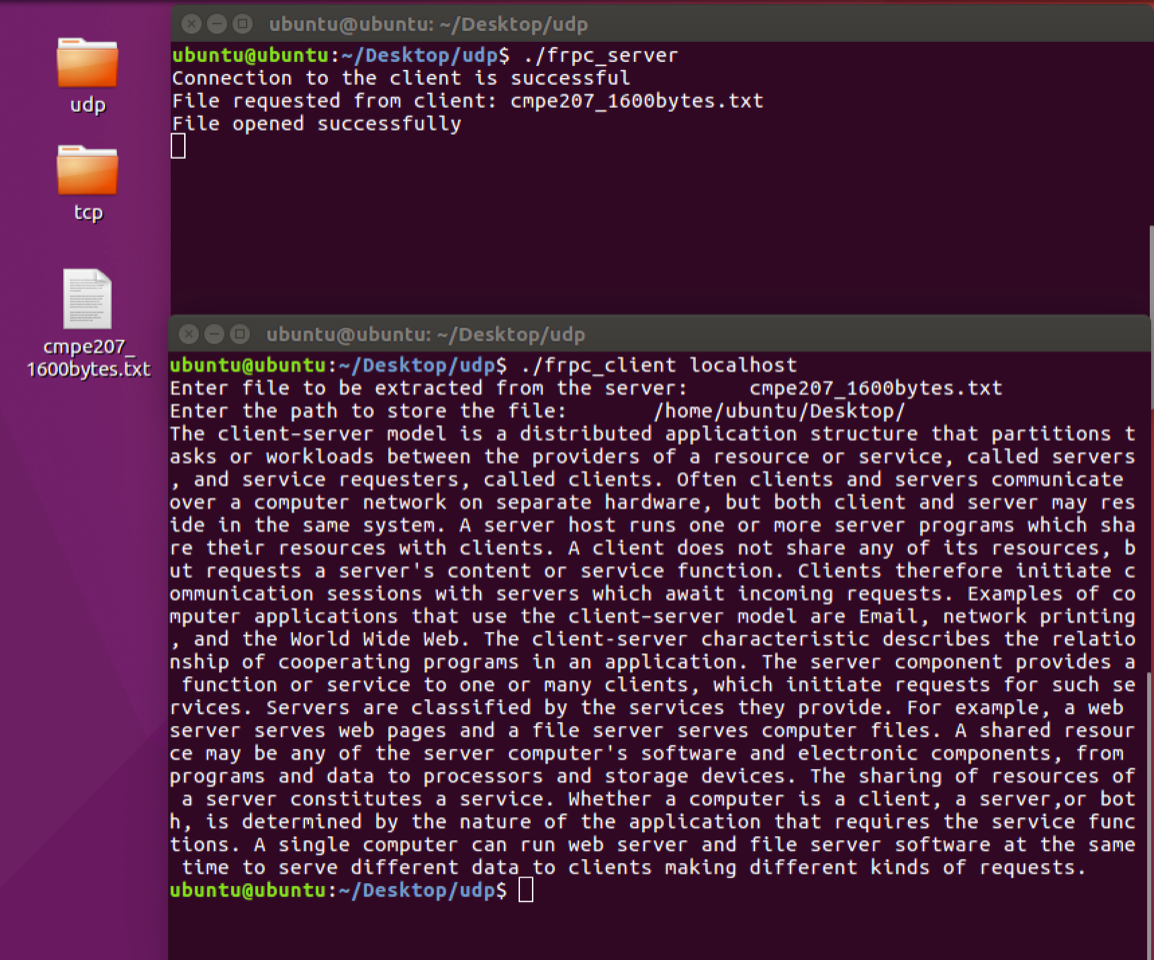 udp
tcp
cmpe207_
1600bytes.txt
ubuntu@ubuntu: ~/Desktop/udp
ubuntu@ubuntu:~/Desktop/udp$ ./frpc_server
Connection to the client is successful
File requested from client: cmpe207_1600bytes.txt
File opened successfully
ubuntu@ubuntu: ~/Desktop/udp
ubuntu@ubuntu:~/Desktop/udp$ ./frpc_client localhost
Enter file to be extracted from the server:     cmpe207_1600bytes.txt
Enter the path to store the file:       /home/ubuntu/Desktop/
The client–server model is a distributed application structure that partitions t
asks or workloads between the providers of a resource or service, called servers
, and service requesters, called clients. Often clients and servers communicate
over a computer network on separate hardware, but both client and server may res
ide in the same system. A server host runs one or more server programs which sha
re their resources with clients. A client does not share any of its resources, b
ut requests a server's content or service function. Clients therefore initiate c
ommunication sessions with servers which await incoming requests. Examples of co
mputer applications that use the client–server model are Email, network printing
, and the World Wide Web. The client-server characteristic describes the relatio
nship of cooperating programs in an application. The server component provides a
 function or service to one or many clients, which initiate requests for such se
rvices. Servers are classified by the services they provide. For example, a web
server serves web pages and a file server serves computer files. A shared resour
ce may be any of the server computer's software and electronic components, from
programs and data to processors and storage devices. The sharing of resources of
 a server constitutes a service. Whether a computer is a client, a server,or bot
h, is determined by the nature of the application that requires the service func
tions. A single computer can run web server and file server software at the same
 time to serve different data to clients making different kinds of requests.
ubuntu@ubuntu:~/Desktop/udp$